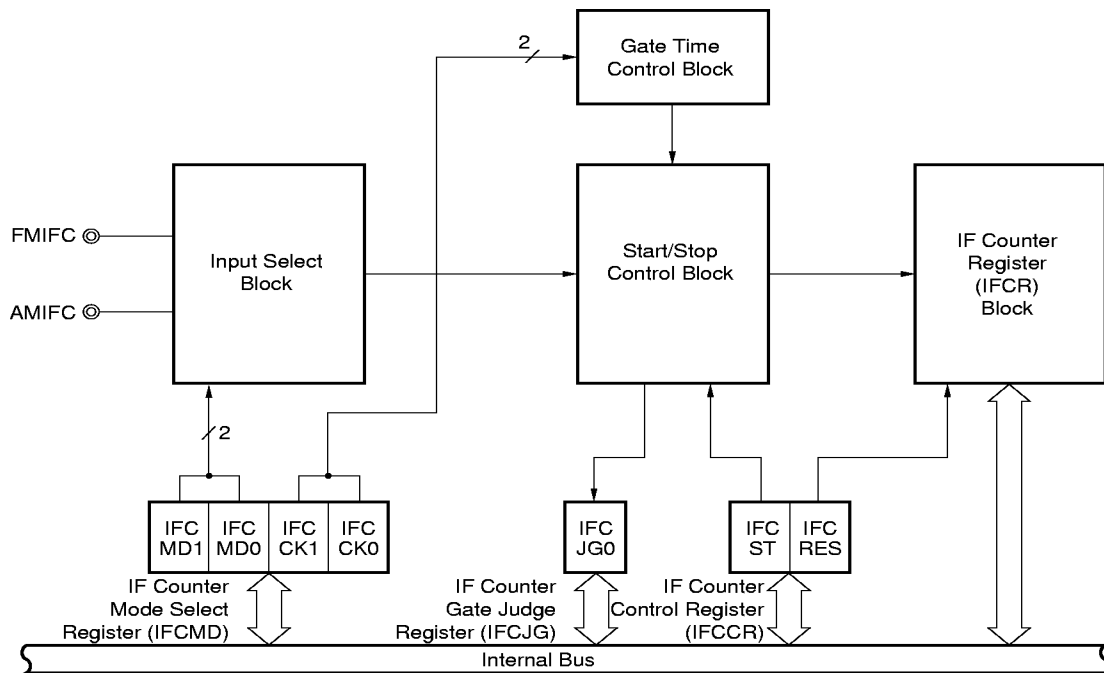 2
Gate Time
Control Block
FMIFC
AMIFC
Input Select
Block
Start/Stop
Control Block
IF Counter
Register
(IFCR)
Block
2
IFC
MD1
IFC
MD0
IFC
CK1
IFC
CK0
IFC
JG0
IFC
ST
IFC
RES
IF Counter
Mode Select
Register (IFCMD)
IF Counter
Gate Judge
Register (IFCJG)
IF Counter
Control Register
(IFCCR)
Internal Bus